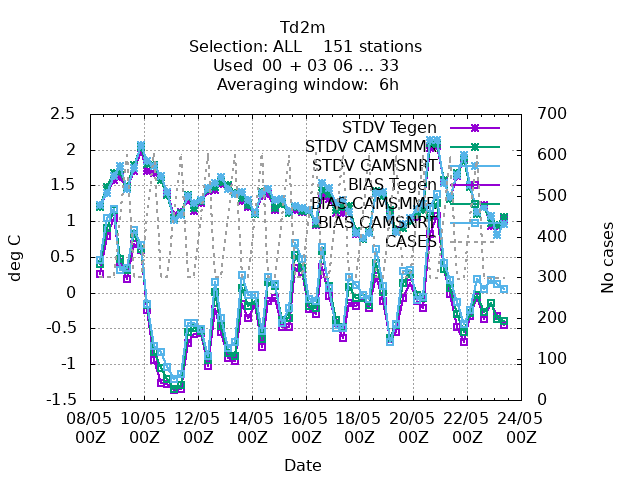 Td2m
Selection: ALL 151 stations
Used 00 + 03 06 ... 33
Averaging window: 6h
2.5
2
1.5
1
0.5
0
-0.5
-1
-1.5
700
600
500
400
300
200
100
0
deg C
No cases
STDV Tegen
STDV CAMSMMR
STDV CAMSNRT
BIAS Tegen
BIAS CAMSMMR
BIAS CAMSNRT
CASES
08/05 10/05 12/05 14/05 16/05 18/05 20/05 22/05 24/05
00Z 00Z 00Z 00Z 00Z 00Z 00Z 00Z 00Z
Date